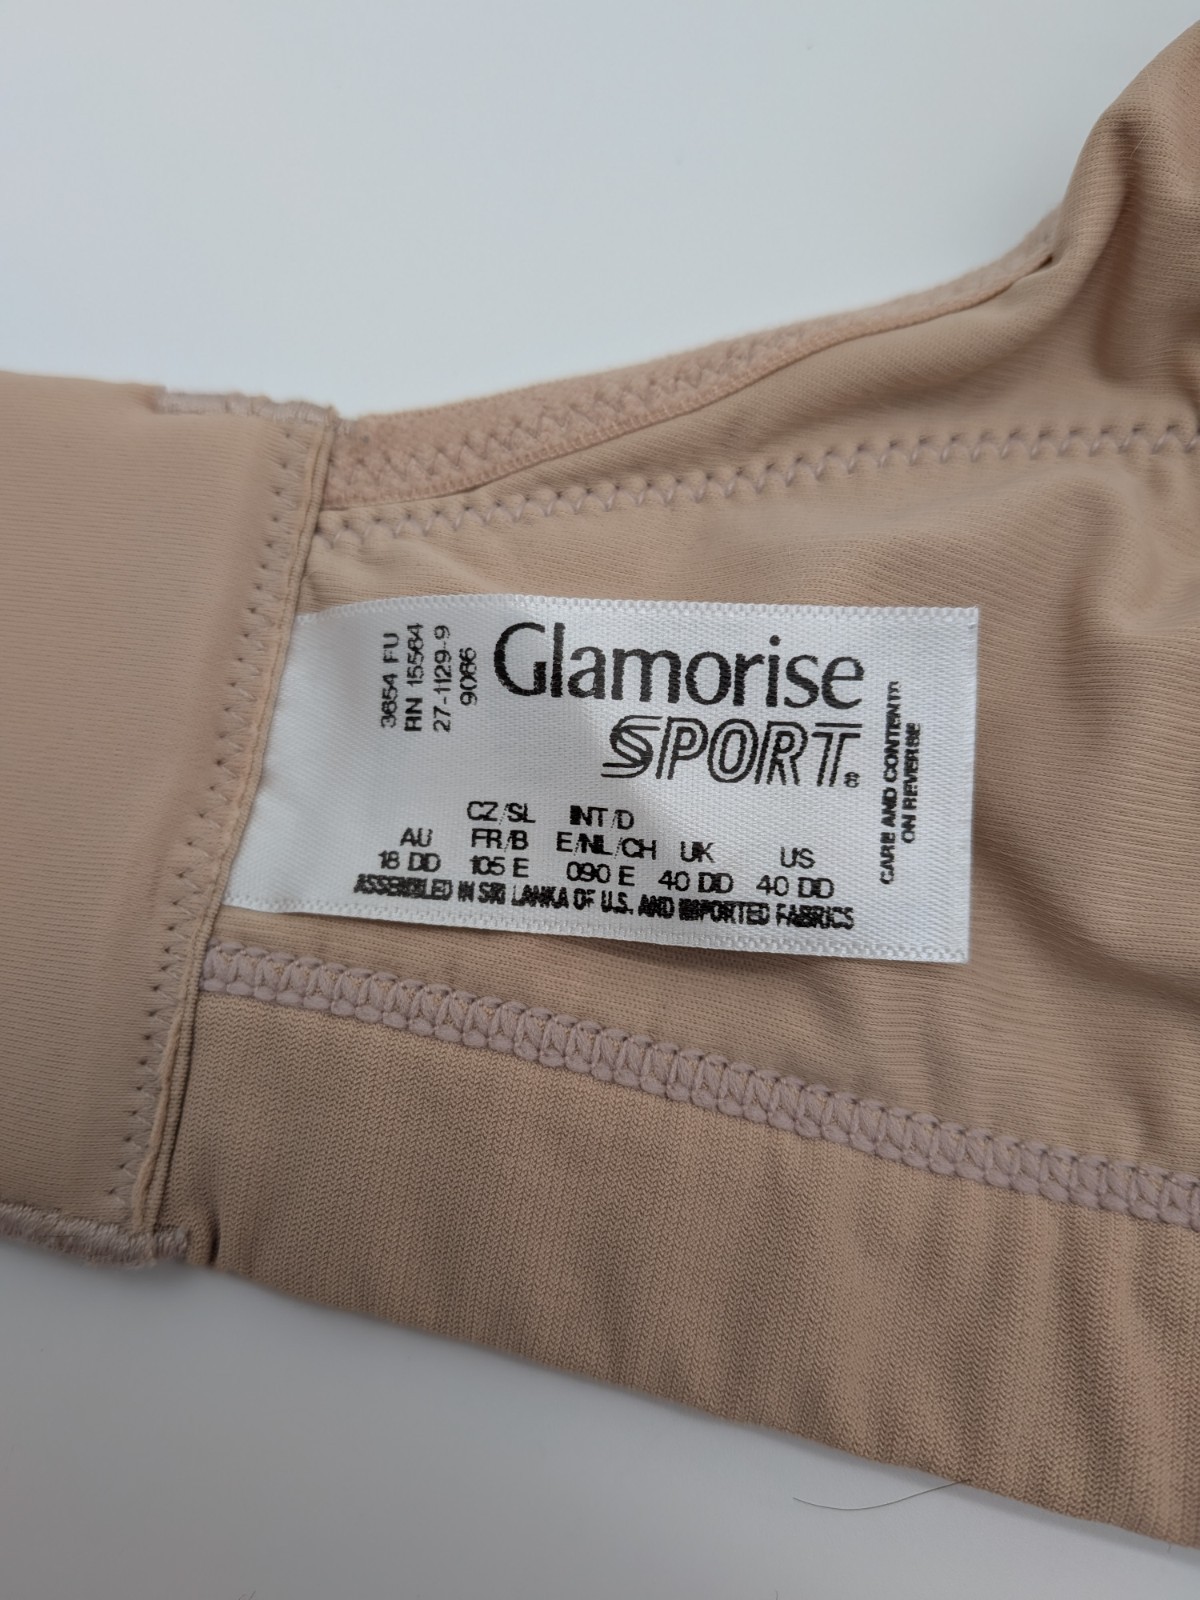 3654 FU
RN 15564
27-1129-9
9066
Glamorise
SPORT®
CZ/SL INT/D
AU FR/B E/NL/CH UK US
18 DD 105 E 090 E 40 DD 40 DD
ASSEMBLED IN SRI LANKA OF U.S. AND IMPORTED FABRICS
CARE AND CONTENTS
ON REVERSE